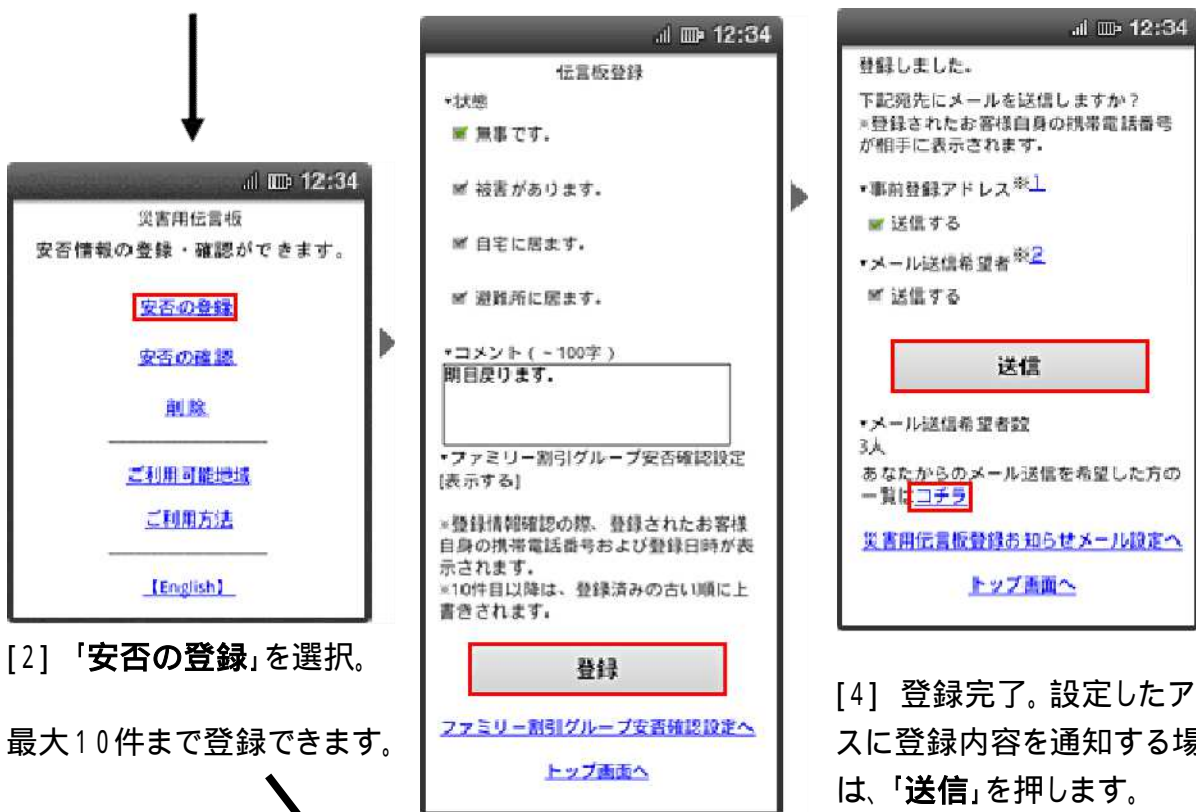 12:34
災害用伝言板
安否情報の登録・確認ができます。
安否の登録
安否の確認
削除
ご利用可能地域
ご利用方法
【English】
[2] 「安否の登録」を選択。
最大10件まで登録できます。
12:34
伝言板登録
▼状態
無事です。
被害があります。
自宅に居ます。
避難所に居ます。
▼コメント(~100字)
明日戻ります。
▼ファミリー割引グループ安否確認設定
[表示する]
※登録情報確認の際、登録されたお客様
自身の携帯電話番号および登録日時が表
示されます。
※10件目以降は、登録済みの古い順に上
書きされます。
登録
ファミリー割引グループ安否確認設定へ
トップ画面へ
12:34
登録しました。
下記宛先にメールを送信しますか?
※登録されたお客様自身の携帯電話番号
が相手に表示されます。
▼事前登録アドレス※1
送信する
▼メール送信希望者※2
送信する
送信
▼メール送信希望者数
3人
あなたからのメール送信を希望した方の
一覧はコチラ
災害用伝言板登録お知らせメール設定へ
トップ画面へ
[4] 登録完了。設定したア
スに登録内容を通知する場
は、「送信」を押します。